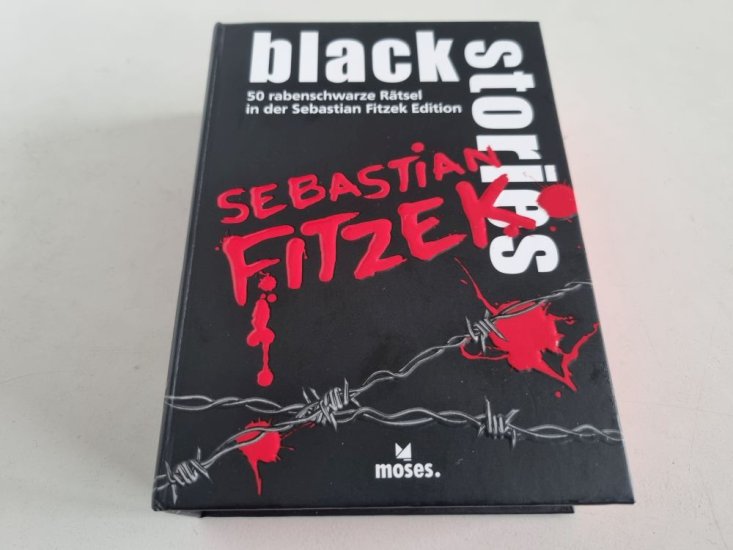 black
stories
50 rabenschwarze Rätsel
in der Sebastian Fitzek Edition
SEBASTIAN
FITZEK
moses.